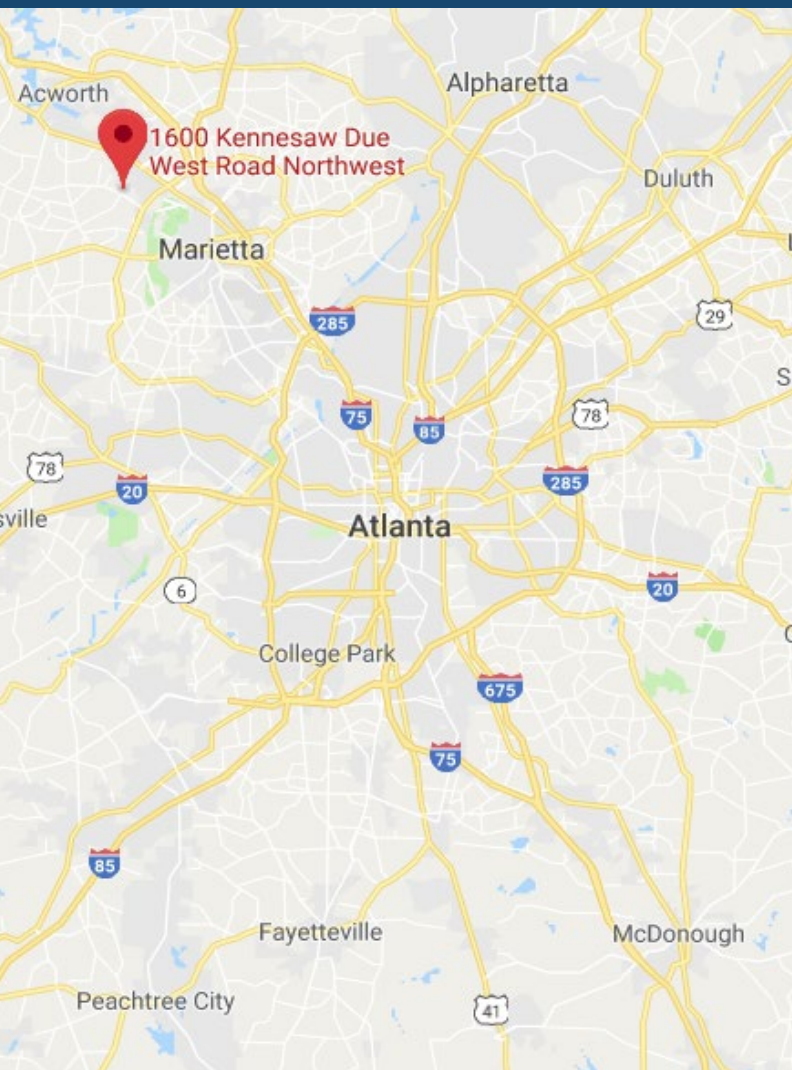 Alpharetta
Acworth
1600 Kennesaw Due
West Road Northwest
Duluth
Marietta
285
29
75
85
78
78
20
285
sville
Atlanta
6
20
College Park
675
75
85
Fayetteville
McDonough
Peachtree City
41